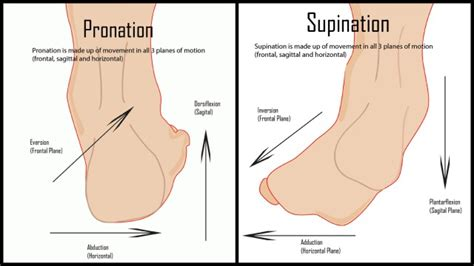 Pronation
Pronation is made up of movement in all 3 planes of motion
(frontal, sagittal and horizontal)
Dorsiflexion
(Sagital)
Eversion
(Frontal Plane)
Abduction
(Horizontal)
Supination
Supination is made up of movement in all 3 planes of motion
(frontal, sagittal and horizontal)
Inversion
(Frontal Plane)
Plantarflexion
(Sagital Plane)
Adduction
(Horizontal Plane)